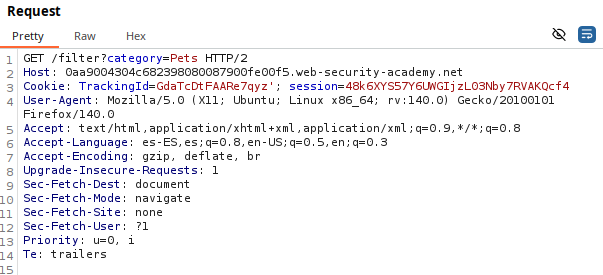 Request
Pretty Raw Hex
1 GET /filter?category=Pets HTTP/2
2 Host: 0aa9004304c682398080087900fe00f5.web-security-academy.net
3 Cookie: TrackingId=GdaTcDtFAARe7qyz'; session=48k6XYS57Y6UWGIjzL03Nby7RVAKQcf4
4 User-Agent: Mozilla/5.0 (X11; Ubuntu; Linux x86_64; rv:140.0) Gecko/20100101
Firefox/140.0
5 Accept: text/html,application/xhtml+xml,application/xml;q=0.9,*/*;q=0.8
6 Accept-Language: es-ES,es;q=0.8,en-US;q=0.5,en;q=0.3
7 Accept-Encoding: gzip, deflate, br
8 Upgrade-Insecure-Requests: 1
9 Sec-Fetch-Dest: document
10 Sec-Fetch-Mode: navigate
11 Sec-Fetch-Site: none
12 Sec-Fetch-User: ?1
13 Priority: u=0, i
14 Te: trailers
15